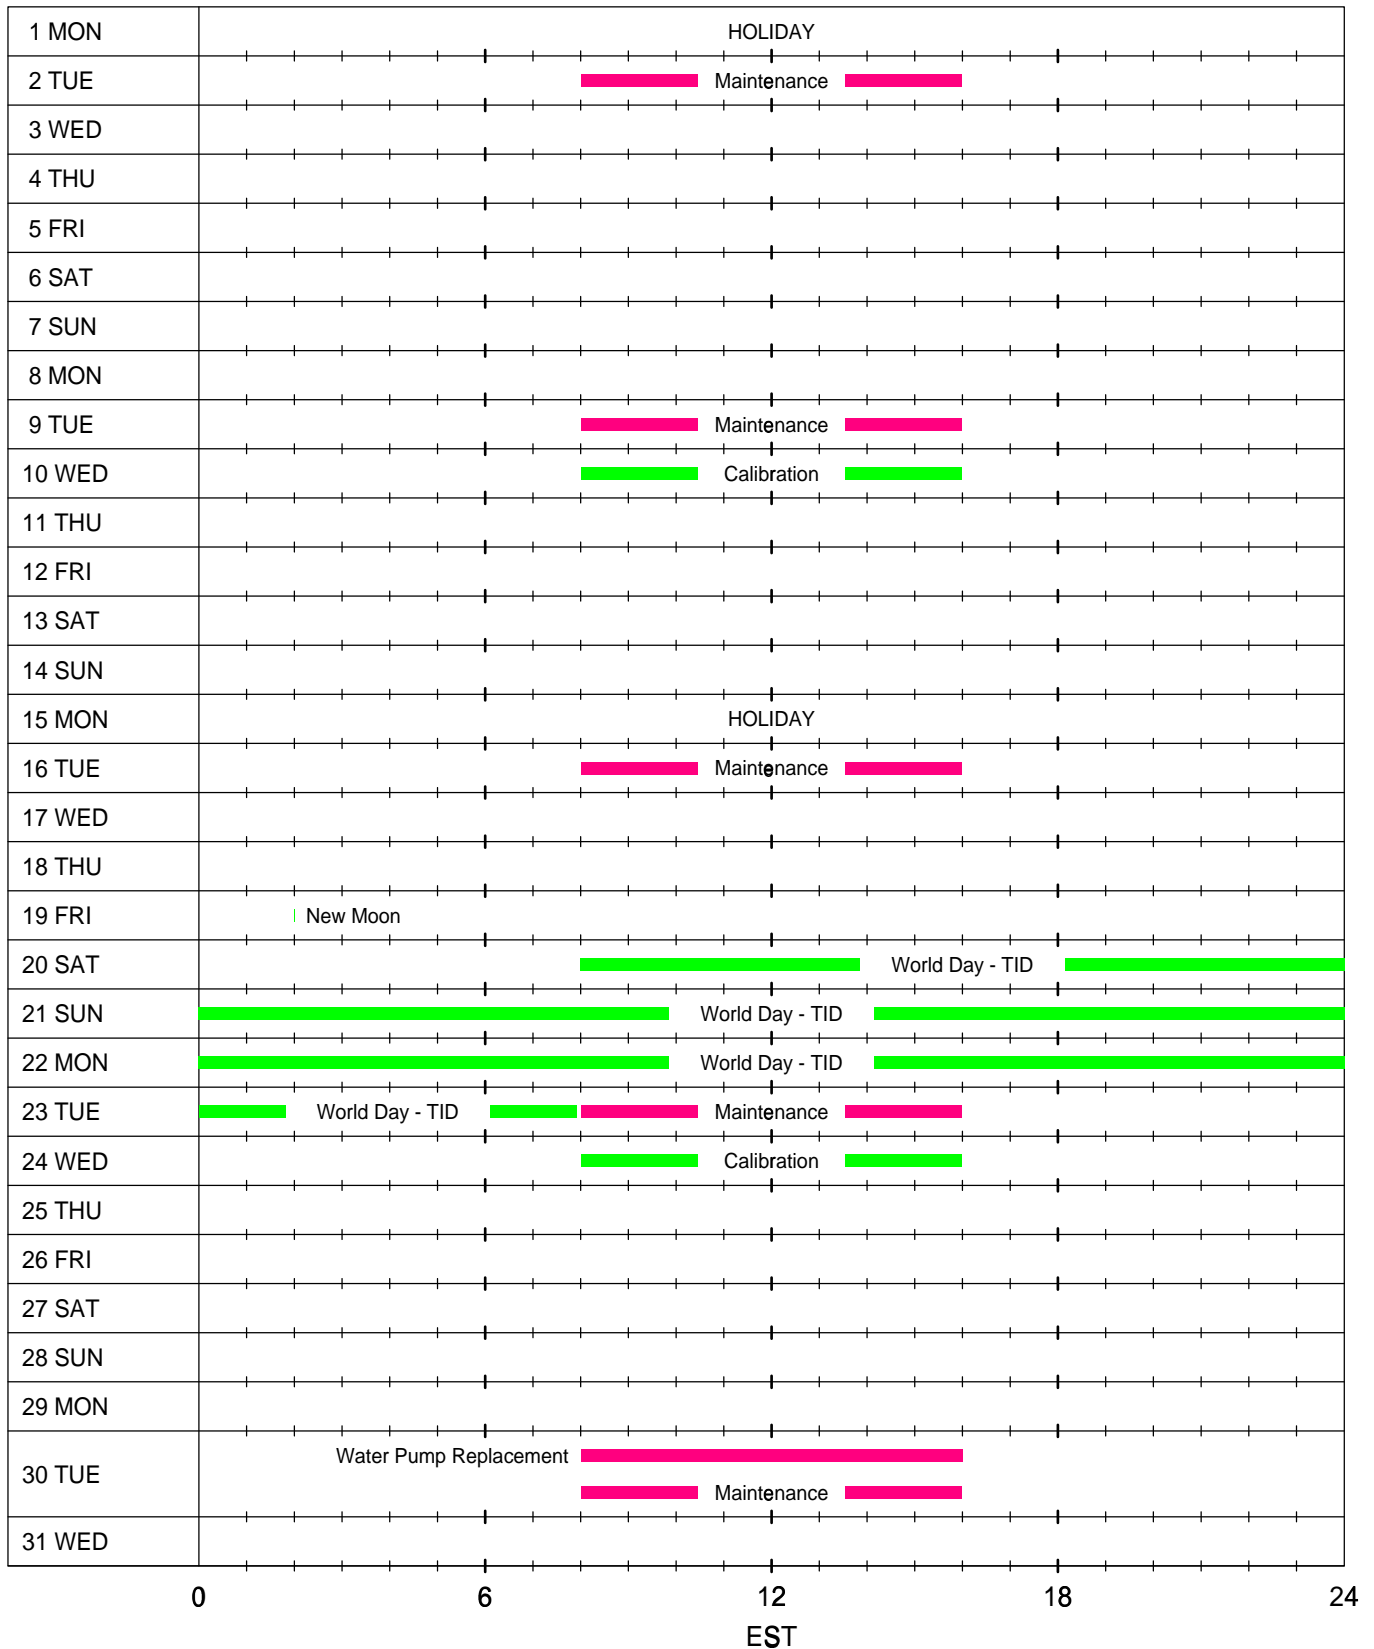 1 MON HOLIDAY
2 TUE Maintenance
3 WED
4 THU
5 FRI
6 SAT
7 SUN
8 MON
9 TUE Maintenance
10 WED Calibration
11 THU
12 FRI
13 SAT
14 SUN
15 MON HOLIDAY
16 TUE Maintenance
17 WED
18 THU
19 FRI New Moon
20 SAT World Day - TID
21 SUN World Day - TID
22 MON World Day - TID
23 TUE World Day - TID Maintenance
24 WED Calibration
25 THU
26 FRI
27 SAT
28 SUN
29 MON
Water Pump Replacement
30 TUE
Maintenance
31 WED
0 6 12 18 24
EST